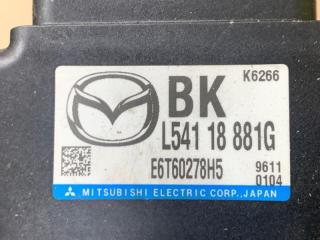 K6266
BK
L541 18 881G
E6T60278H5
9611
0104
MITSUBISHI ELECTRIC CORP., JAPAN